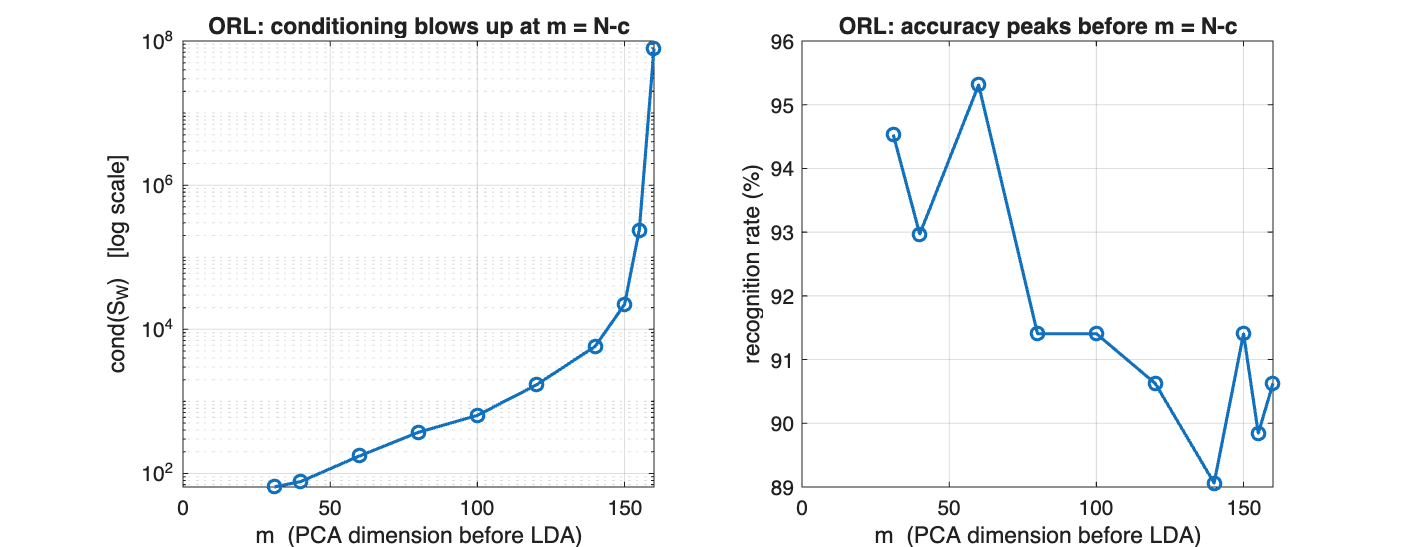 ORL: conditioning blows up at m = N-c
10^8
10^6
10^4
10^2
cond(S_W) [log scale]
0 50 100 150
m (PCA dimension before LDA)
ORL: accuracy peaks before m = N-c
96
95
94
93
92
91
90
89
recognition rate (%)
0 50 100 150
m (PCA dimension before LDA)